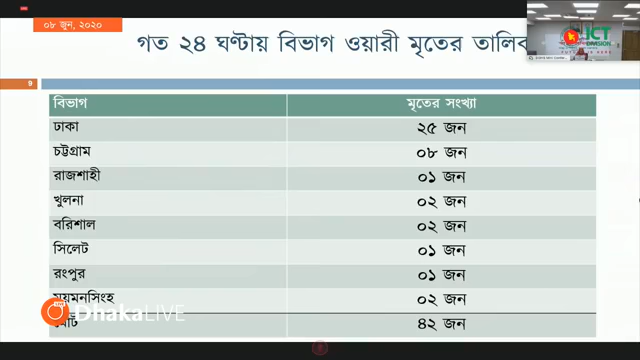 ০৮ জুন, ২০২০
গত ২৪ ঘণ্টায় বিভাগ ওয়ারী মৃতের
ICT
DIVISION
9
বিভাগ মৃতের সংখ্যা
ঢাকা ২৫ জন
চট্টগ্রাম ০৮ জন
রাজশাহী ০১ জন
খুলনা ০২ জন
বরিশাল ০২ জন
সিলেট ০১ জন
রংপুর ০১ জন
ময়মনসিংহ ০২ জন
মোট ৪২ জন
DhakaLIVE